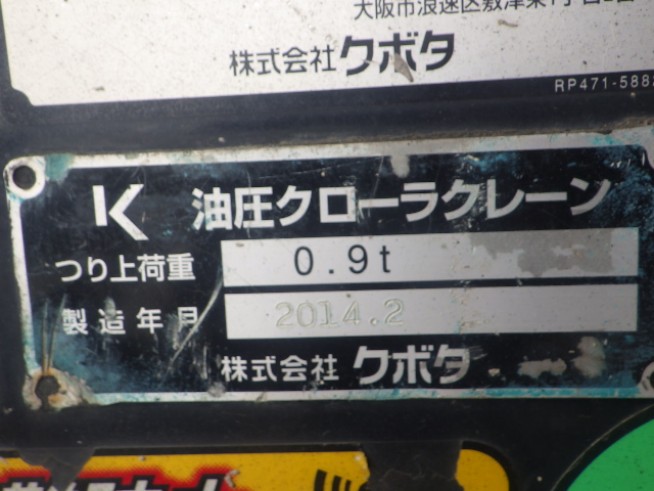 大阪市浪速区敷津東1丁目2
株式会社クボタ
RP471-588
K 油圧クローラクレーン
つり上荷重 0.9t
製造年月 2014.2
株式会社 クボタ